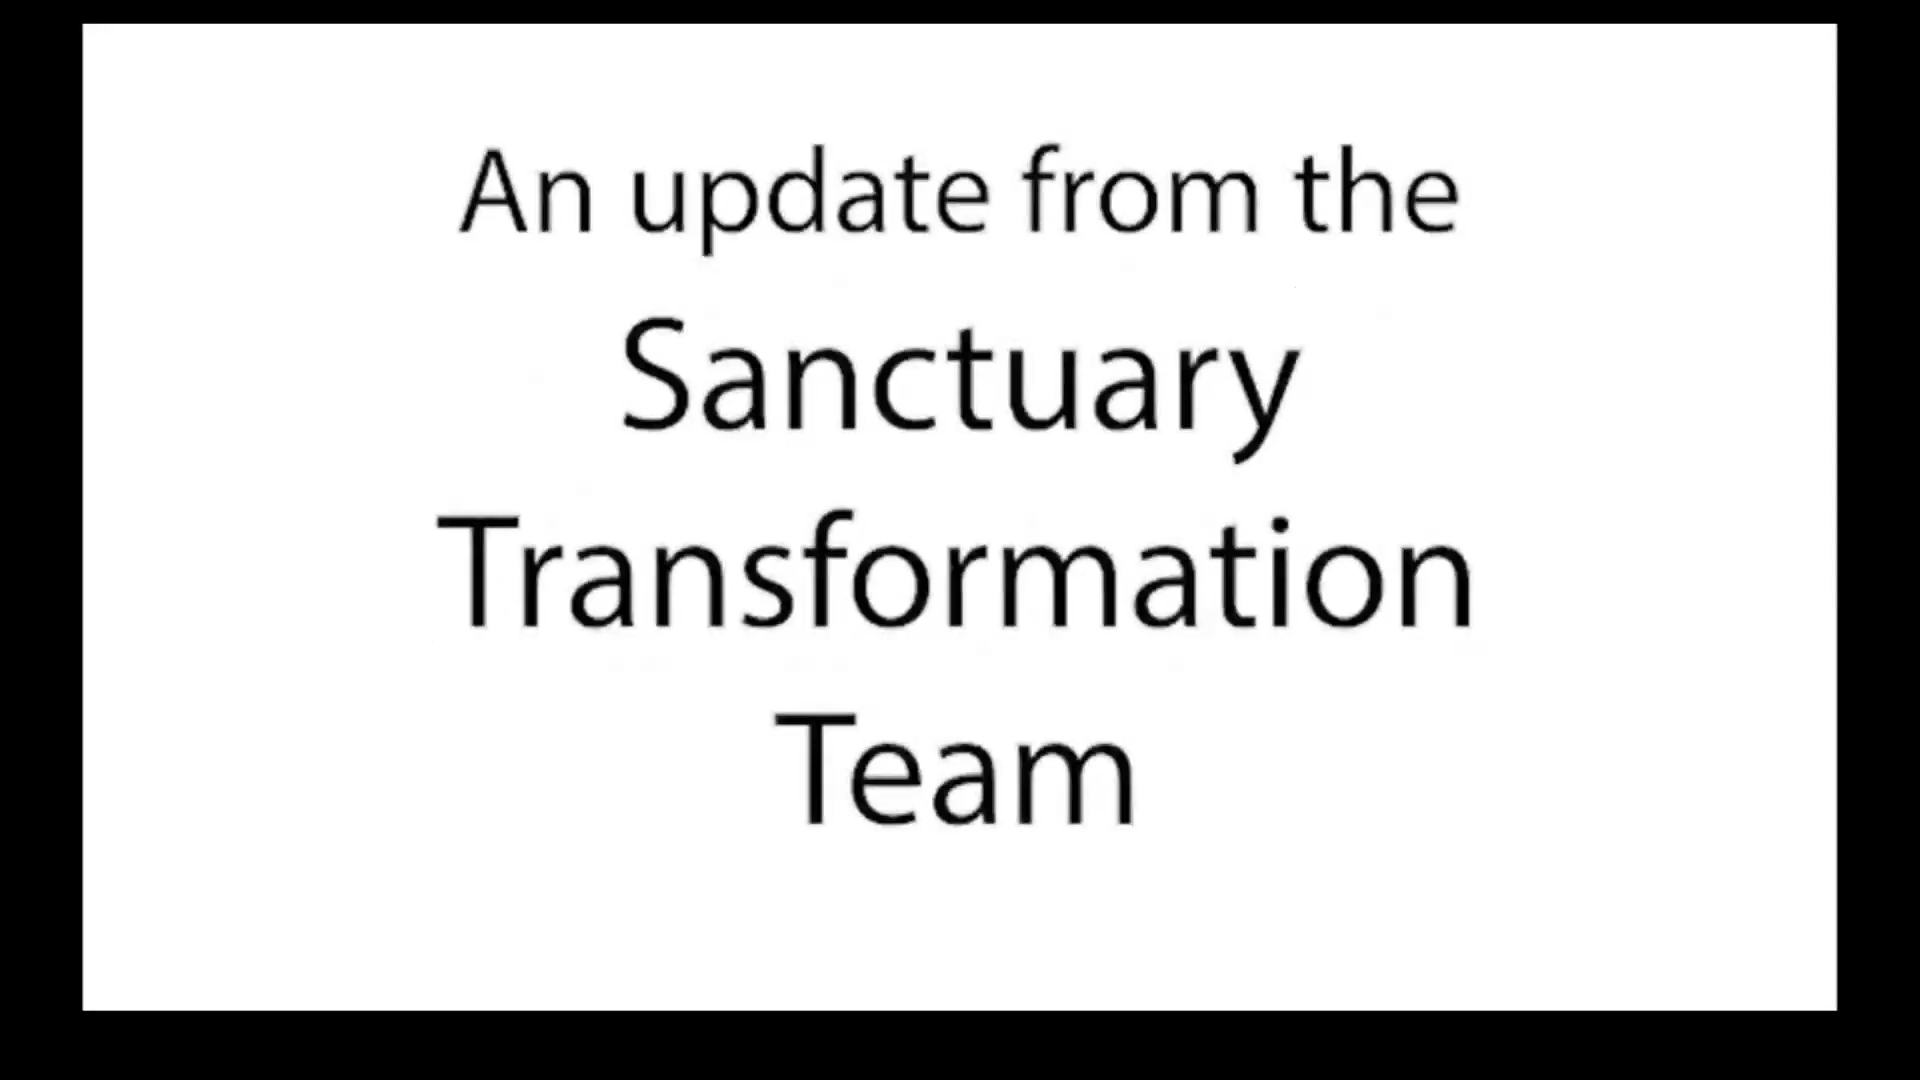 An update from the
Sanctuary
Transformation
Team